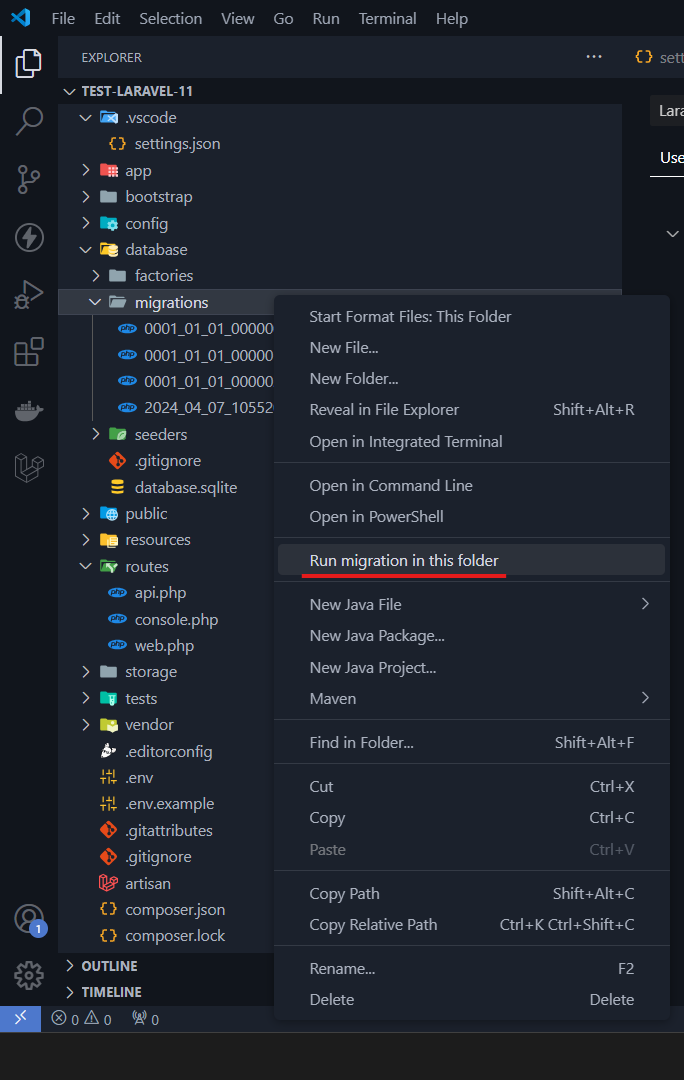 File Edit Selection View Go Run Terminal Help
EXPLORER
TEST-LARAVEL-11
.vscode
settings.json
app
bootstrap
config
database
factories
migrations
0001_01_01_00000
0001_01_01_00000
0001_01_01_00000
2024_04_07_10552
seeders
.gitignore
database.sqlite
public
resources
routes
api.php
console.php
web.php
storage
tests
vendor
.editorconfig
.env
.env.example
.gitattributes
.gitignore
artisan
composer.json
composer.lock
OUTLINE
TIMELINE
1
0 0 0
sett
Lara
Use
Start Format Files: This Folder
New File...
New Folder...
Reveal in File Explorer Shift+Alt+R
Open in Integrated Terminal
Open in Command Line
Open in PowerShell
Run migration in this folder
New Java File
New Java Package...
New Java Project...
Maven
Find in Folder... Shift+Alt+F
Cut Ctrl+X
Copy Ctrl+C
Paste Ctrl+V
Copy Path Shift+Alt+C
Copy Relative Path Ctrl+K Ctrl+Shift+C
Rename... F2
Delete Delete